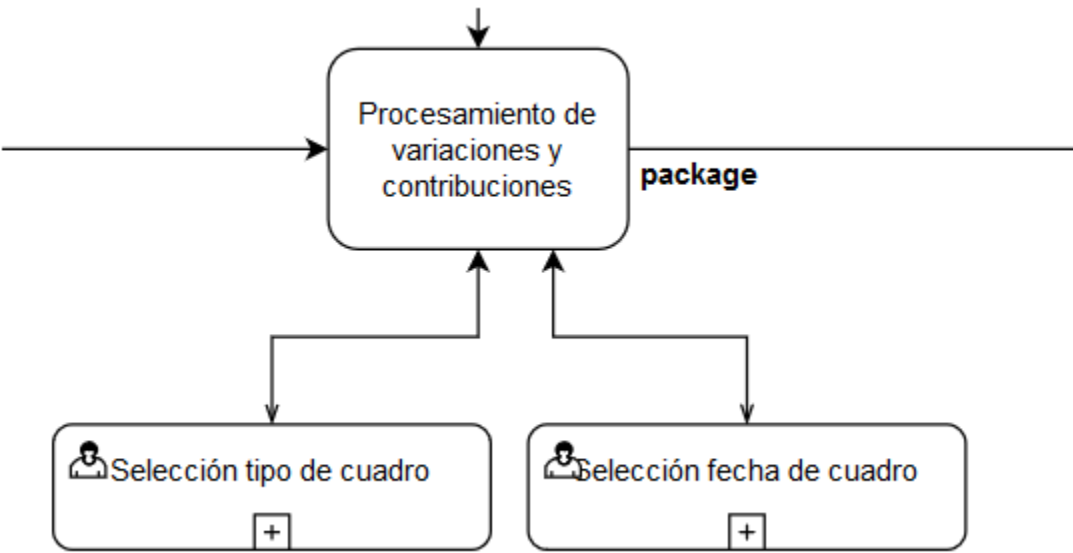 Procesamiento de
variaciones y
contribuciones
package
Selección tipo de cuadro
Selección fecha de cuadro